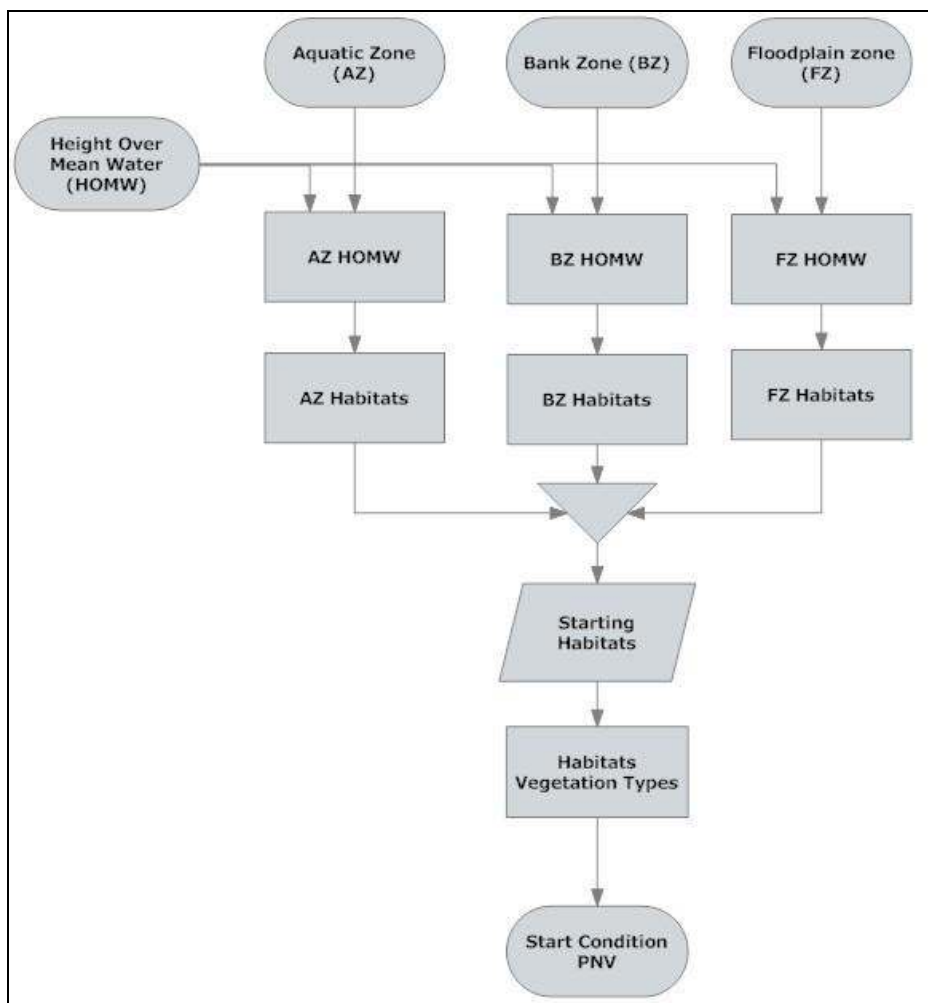 Aquatic Zone
(AZ)
Bank Zone (BZ)
Floodplain zone
(FZ)
Height Over
Mean Water
(HOMW)
AZ HOMW
BZ HOMW
FZ HOMW
AZ Habitats
BZ Habitats
FZ Habitats
Starting
Habitats
Habitats
Vegetation Types
Start Condition
PNV